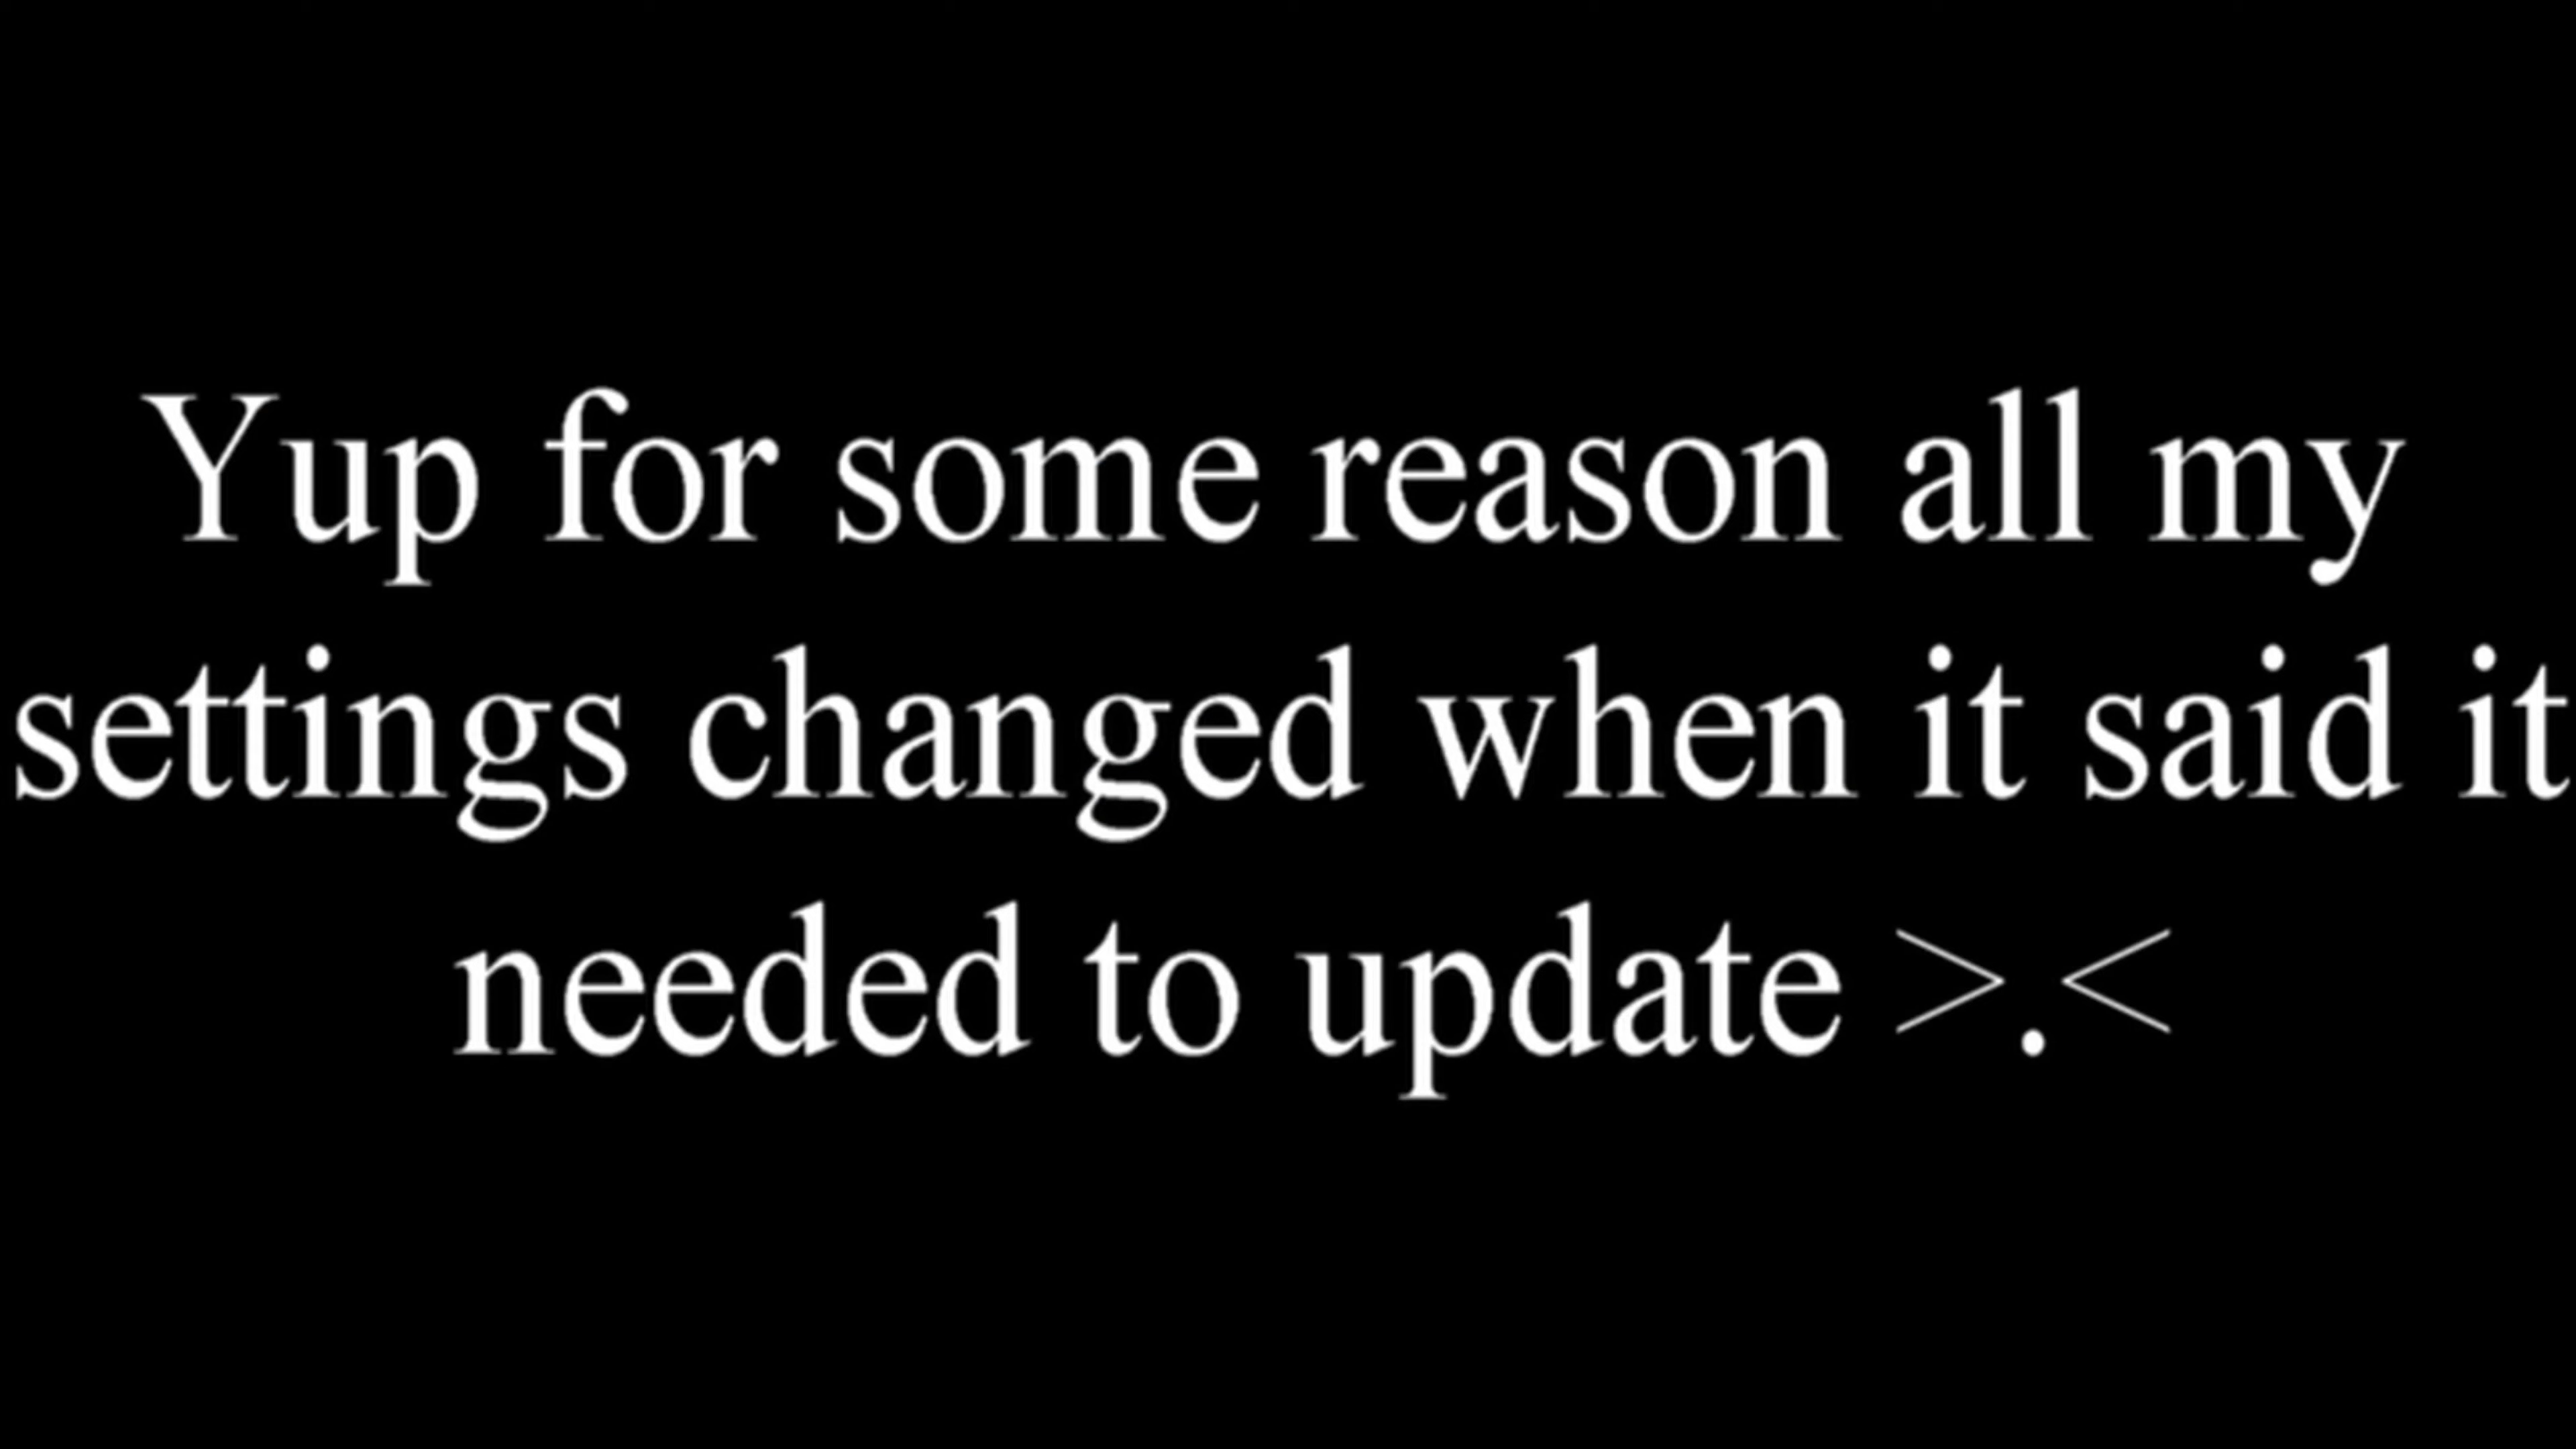 Yup for some reason all my
settings changed when it said it
needed to update >.<